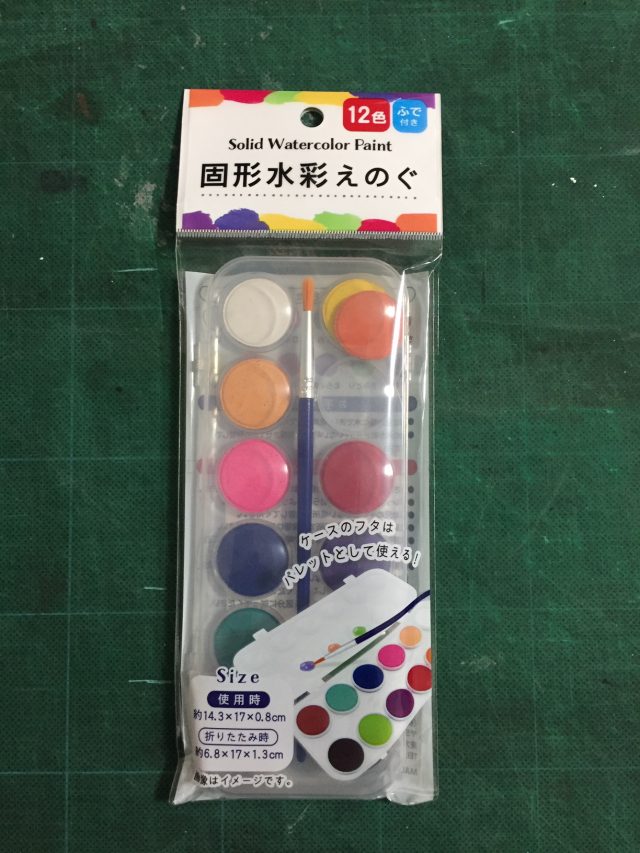 12色
ふで
付き
Solid Watercolor Paint
固形水彩えのぐ
ケースのフタは
パレットとして使える!
Size
使用時
約14.3×17×0.8cm
折りたたみ時
約6.8×17×1.3cm
画像はイメージです。